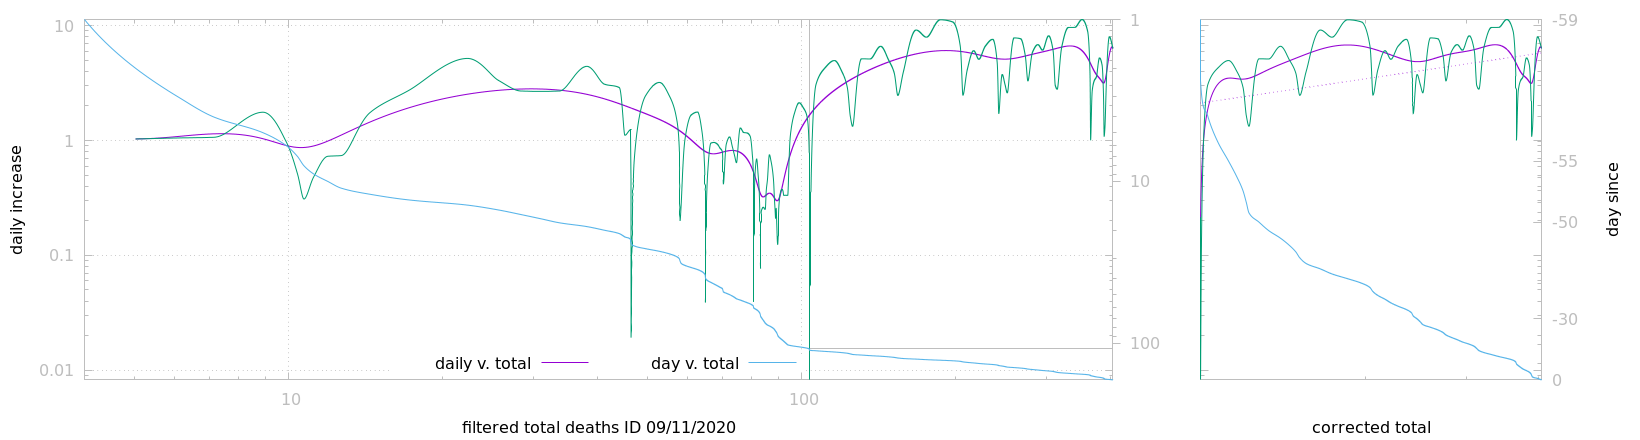 10
1
0.1
0.01
daily increase
daily v. total
day v. total
10
100
filtered total deaths ID 09/11/2020
1
10
100
-59
-55
-50
-30
0
day since
corrected total